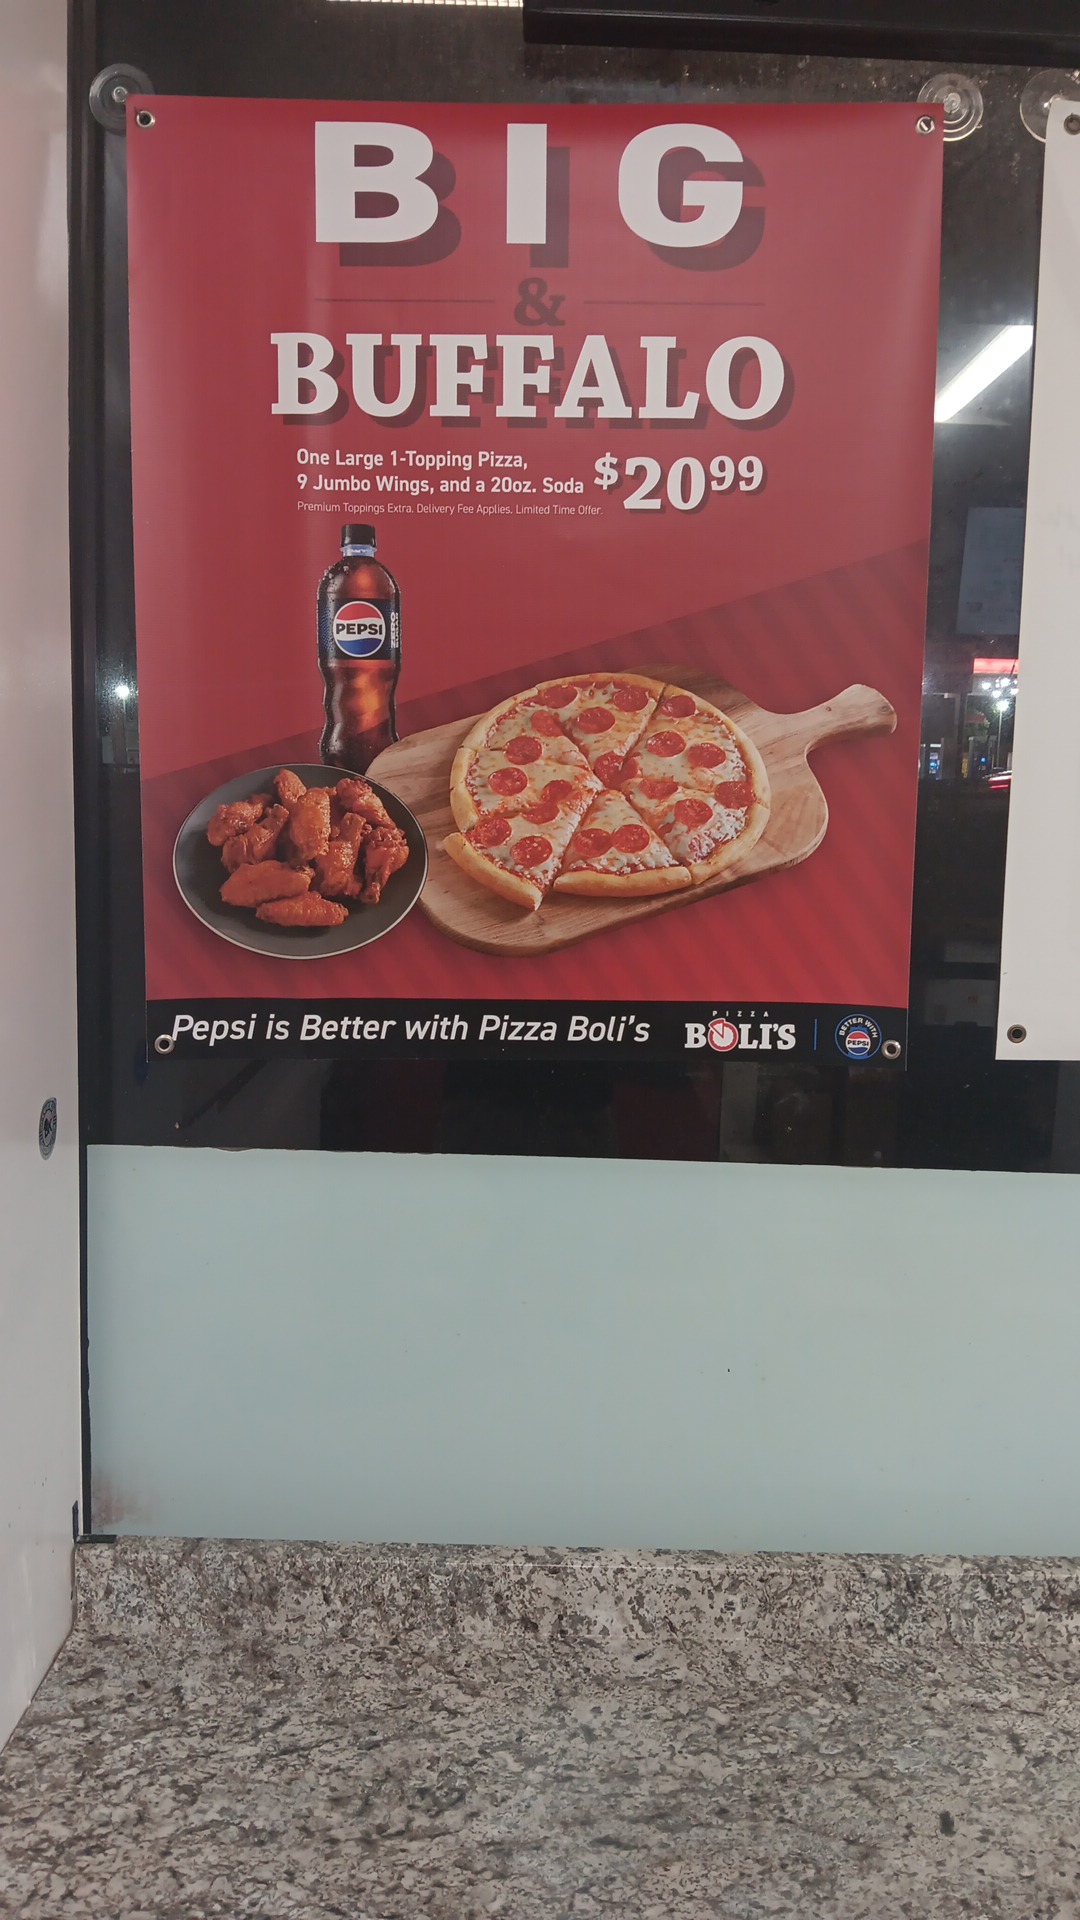 BIG
&
BUFFALO
One Large 1-Topping Pizza,
9 Jumbo Wings, and a 20oz. Soda
$20.99
Premium Toppings Extra. Delivery Fee Applies. Limited Time Offer.
PEPSI
Pepsi is Better with Pizza Boli's
PIZZA
BOLI'S
BETTER WITH
PEPSI